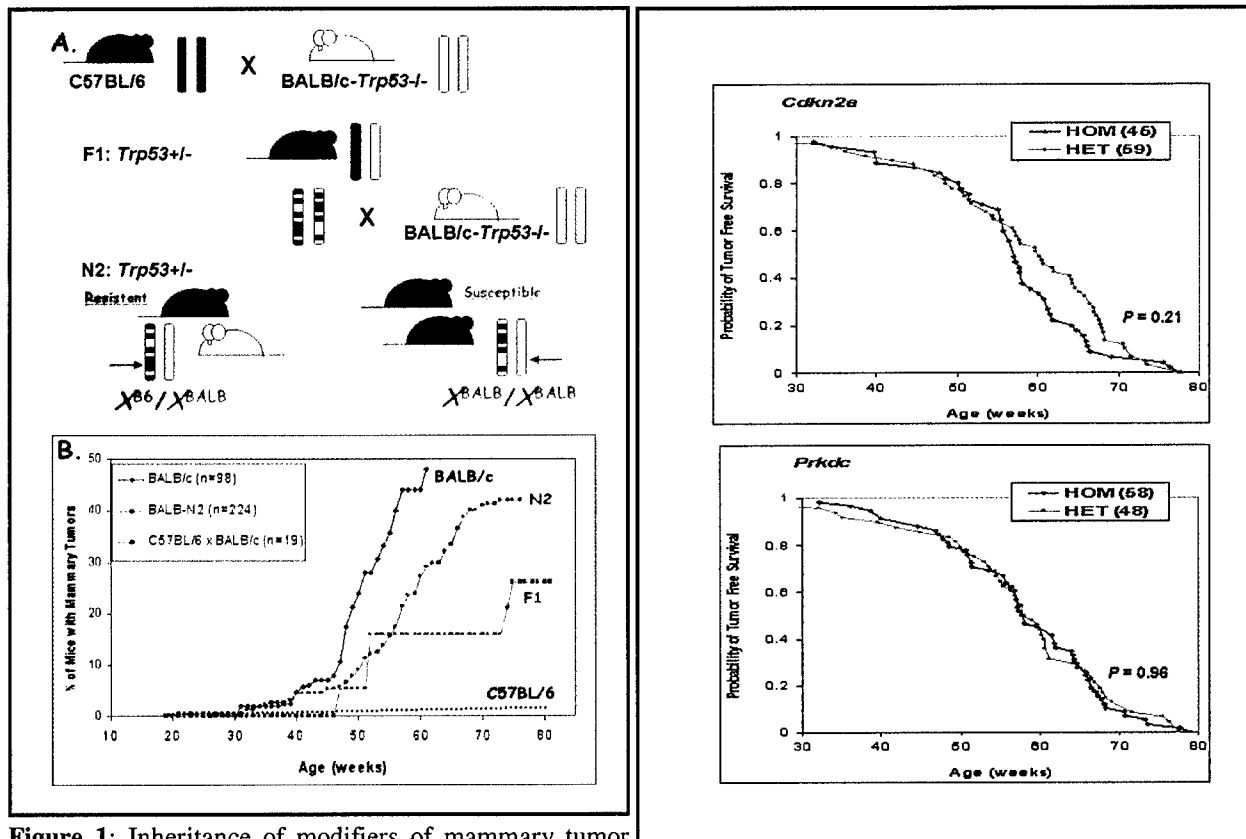 A.
C57BL/6
X
BALB/c-Trp53-/-
F1: Trp53+/-
X
BALB/c-Trp53-/-
N2: Trp53+/-
Resistant
Susceptible
X^B6/X^BALB
X^BALB/X^BALB
B.
50
40
30
20
10
0
% of Mice with Mammary Tumors
BALB/c (n=98)
BALB-N2 (n=224)
C57BL/6 x BALB/c (n=19)
BALB/c
N2
F1
C57BL/6
10 20 30 40 50 60 70 80
Age (weeks)
Figure 1: Inheritance of modifiers of mammary tumor
Cdkn2a
HOM (45)
HET (59)
1
0.8
0.6
0.4
0.2
0
Probability of Tumor Free Survival
P = 0.21
30 40 50 60 70 80
Age (weeks)
Prkdc
HOM (58)
HET (48)
1
0.8
0.6
0.4
0.2
0
Probability of Tumor Free Survival
P = 0.96
30 40 50 60 70 80
Age (weeks)